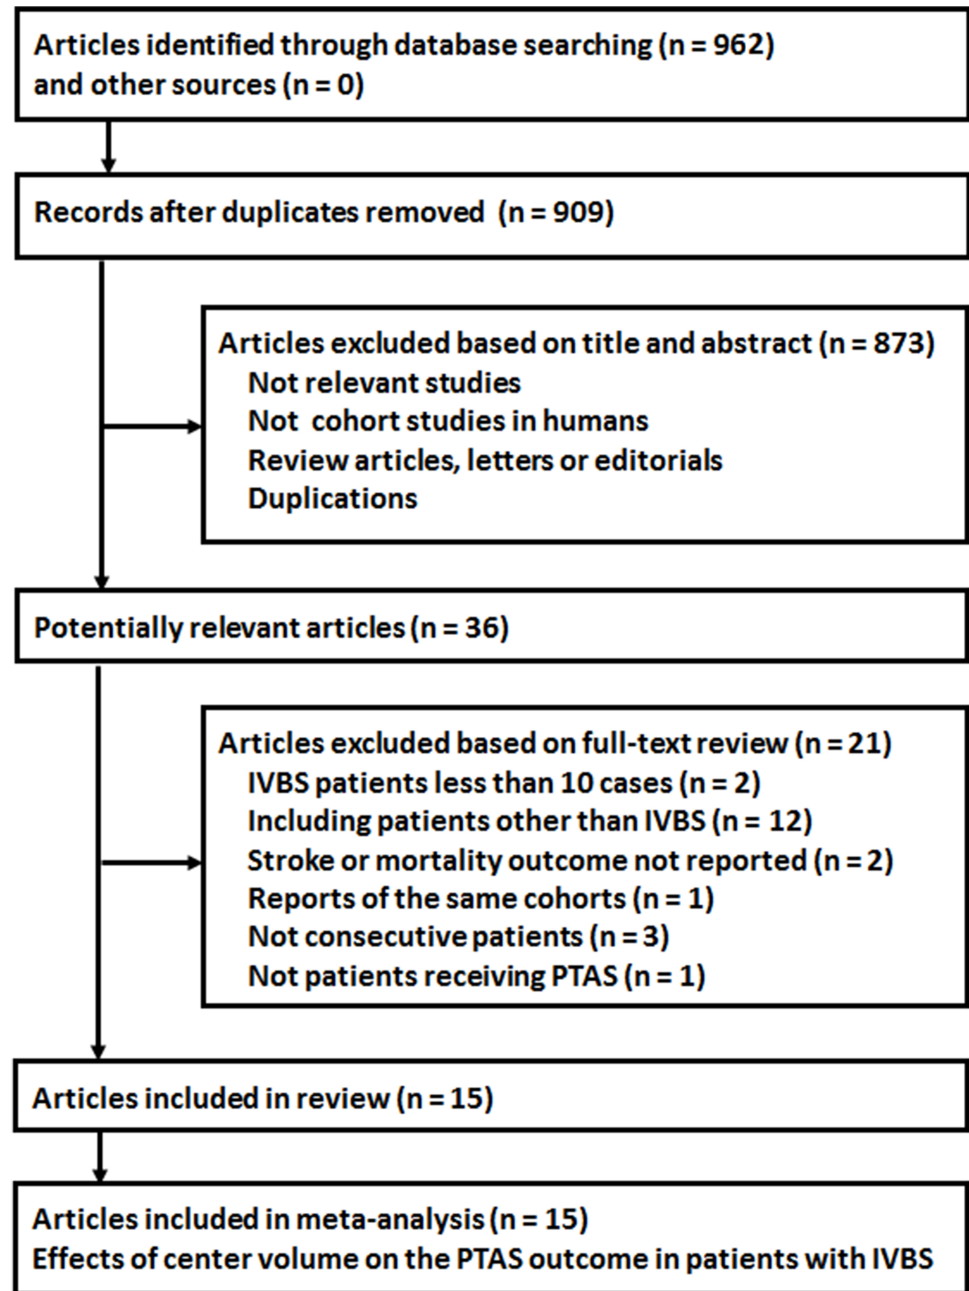 Articles identified through database searching (n = 962)
and other sources (n = 0)
Records after duplicates removed (n = 909)
Articles excluded based on title and abstract (n = 873)
Not relevant studies
Not cohort studies in humans
Review articles, letters or editorials
Duplications
Potentially relevant articles (n = 36)
Articles excluded based on full-text review (n = 21)
IVBS patients less than 10 cases (n = 2)
Including patients other than IVBS (n = 12)
Stroke or mortality outcome not reported (n = 2)
Reports of the same cohorts (n = 1)
Not consecutive patients (n = 3)
Not patients receiving PTAS (n = 1)
Articles included in review (n = 15)
Articles included in meta-analysis (n = 15)
Effects of center volume on the PTAS outcome in patients with IVBS